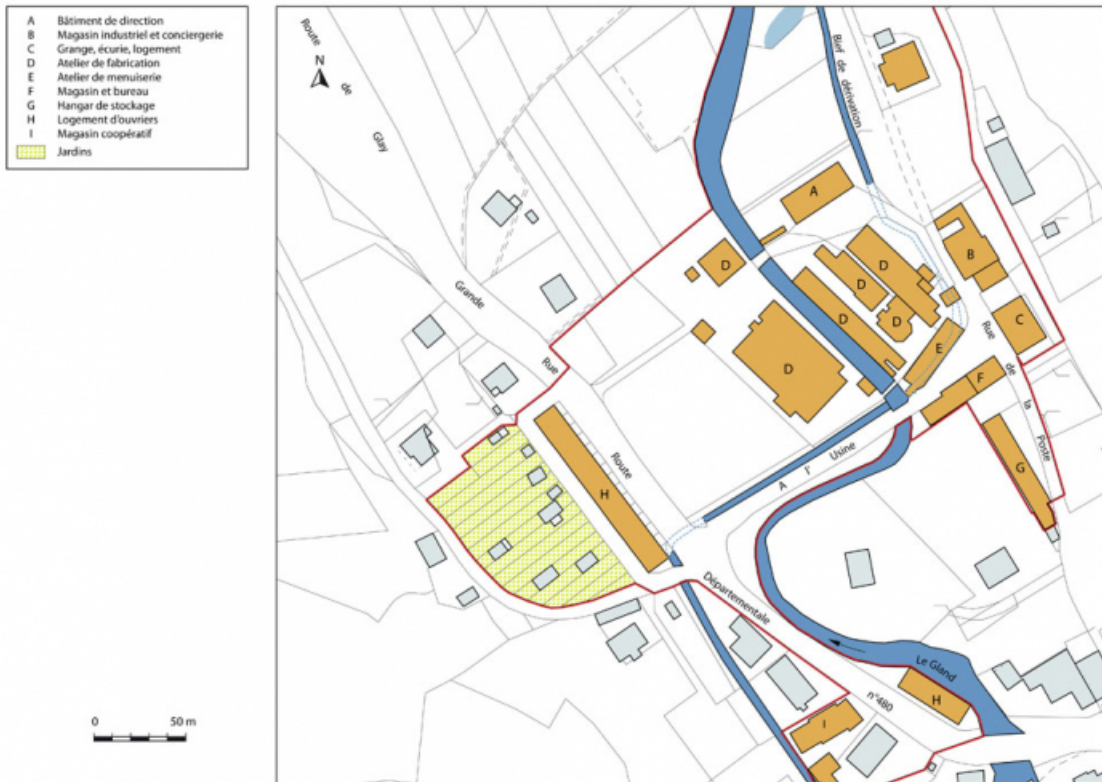 A Bâtiment de direction
B Magasin industriel et conciergerie
C Grange, écurie, logement
D Atelier de fabrication
E Atelier de menuiserie
F Magasin et bureau
G Hangar de stockage
H Logement d'ouvriers
I Magasin coopératif
Jardins
N
Route de Glay
Bief de dérivation
A
D
D
B
D
D
D
C
D
E
F
Grande Rue
Rue de la Poste
Route
A l' Usine
H
G
Départementale
n°480
Le Gland
H
I
0 50 m